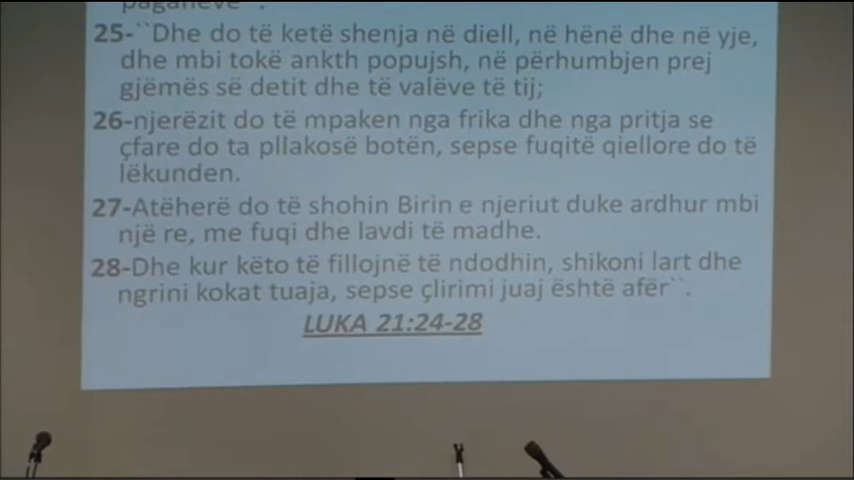 paganëve``.
25-``Dhe do të ketë shenja në diell, në hënë dhe në yje,
dhe mbi tokë ankth popujsh, në përhumbjen prej
gjëmës së detit dhe të valëve të tij;
26-njerëzit do të mpaken nga frika dhe nga pritja se
çfare do ta pllakosë botën, sepse fuqitë qiellore do të
lëkunden.
27-Atëherë do të shohin Birin e njeriut duke ardhur mbi
një re, me fuqi dhe lavdi të madhe.
28-Dhe kur këto të fillojnë të ndodhin, shikoni lart dhe
ngrini kokat tuaja, sepse çlirimi juaj është afër``.
LUKA 21:24-28